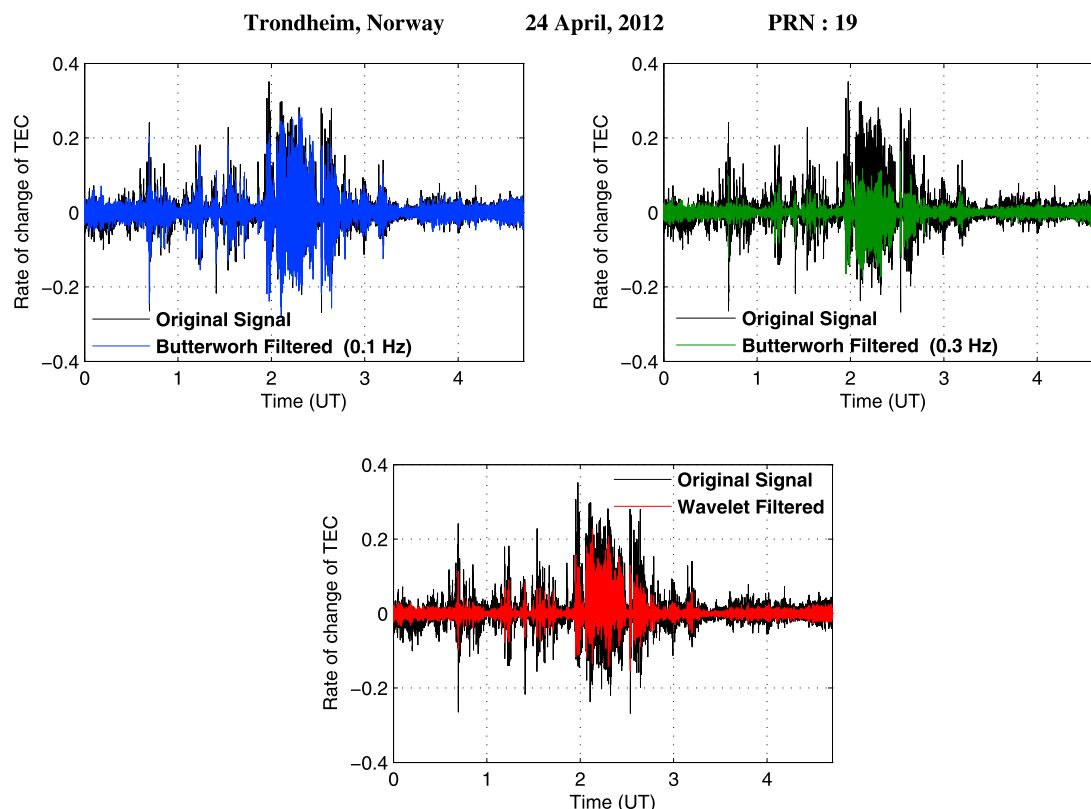 Trondheim, Norway 24 April, 2012 PRN : 19
0.4
0.2
0
−0.2
−0.4
Rate of change of TEC
Original Signal
Butterworh Filtered (0.1 Hz)
0 1 2 3 4
Time (UT)
0.4
0.2
0
−0.2
−0.4
Rate of change of TEC
Original Signal
Butterworh Filtered (0.3 Hz)
0 1 2 3 4
Time (UT)
0.4
0.2
0
−0.2
−0.4
Rate of change of TEC
Original Signal
Wavelet Filtered
0 1 2 3 4
Time (UT)